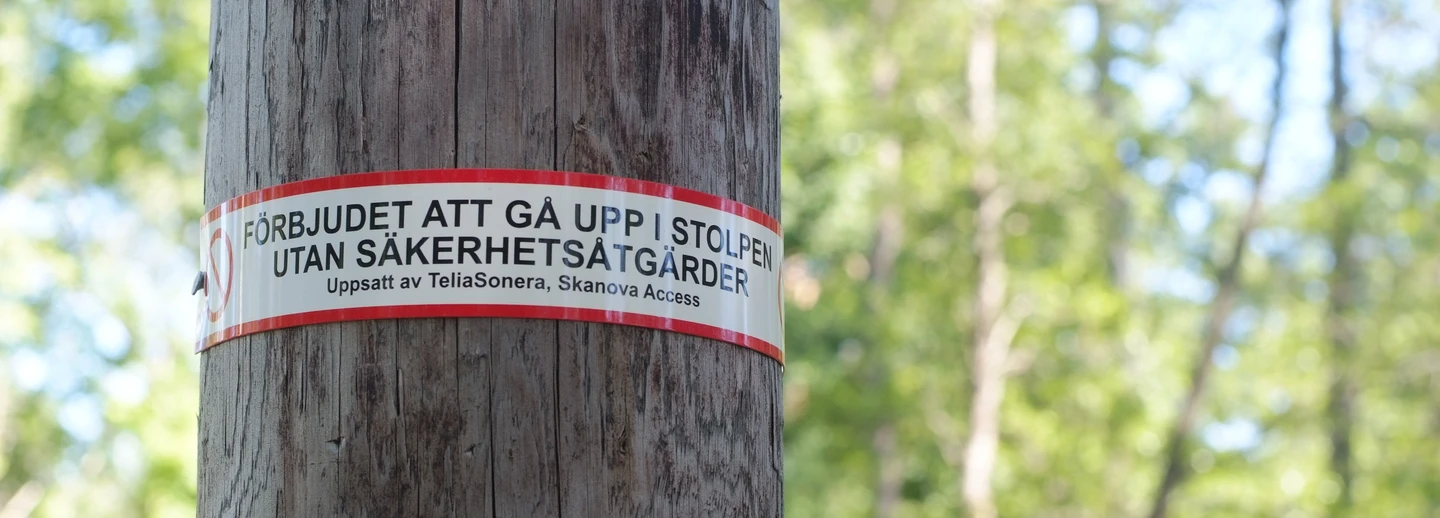 FÖRBJUDET ATT GÅ UPP I STOLPEN
UTAN SÄKERHETSÅTGÄRDER
Uppsatt av TeliaSonera, Skanova Access